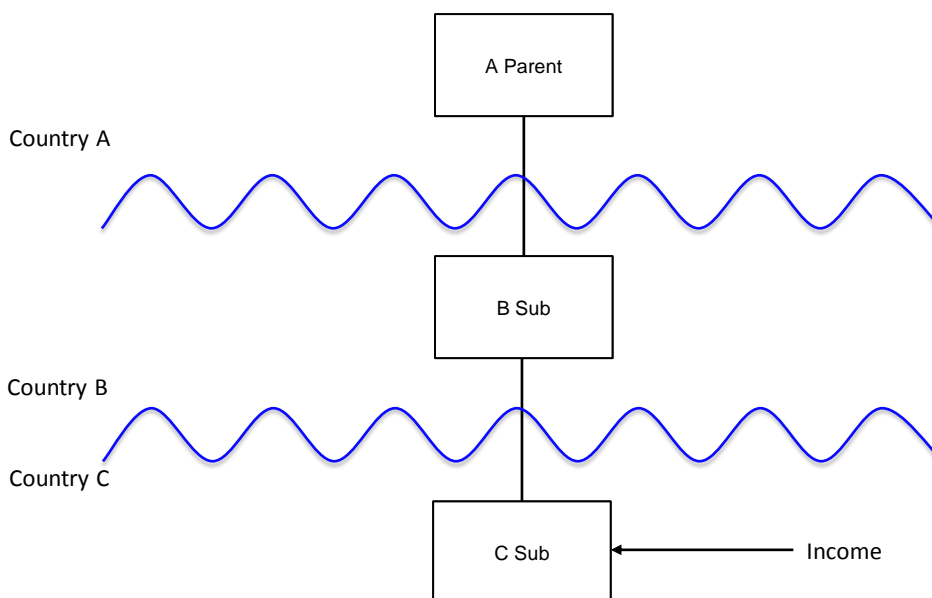 A Parent
Country A
B Sub
Country B
Country C
C Sub
Income